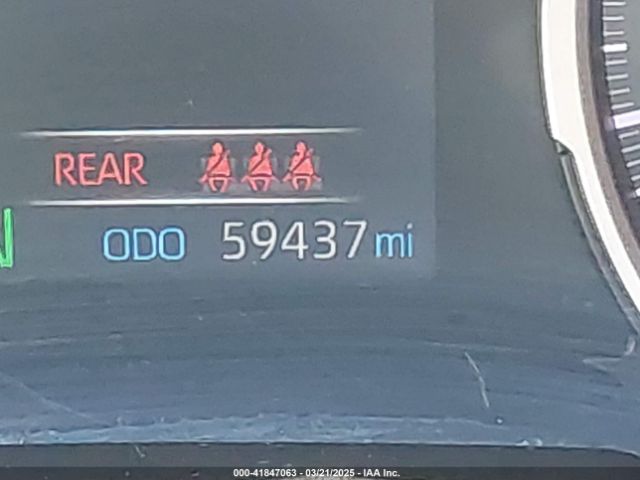 REAR
N ODO 59437 mi
000-41847063 - 03/21/2025 - IAA Inc.